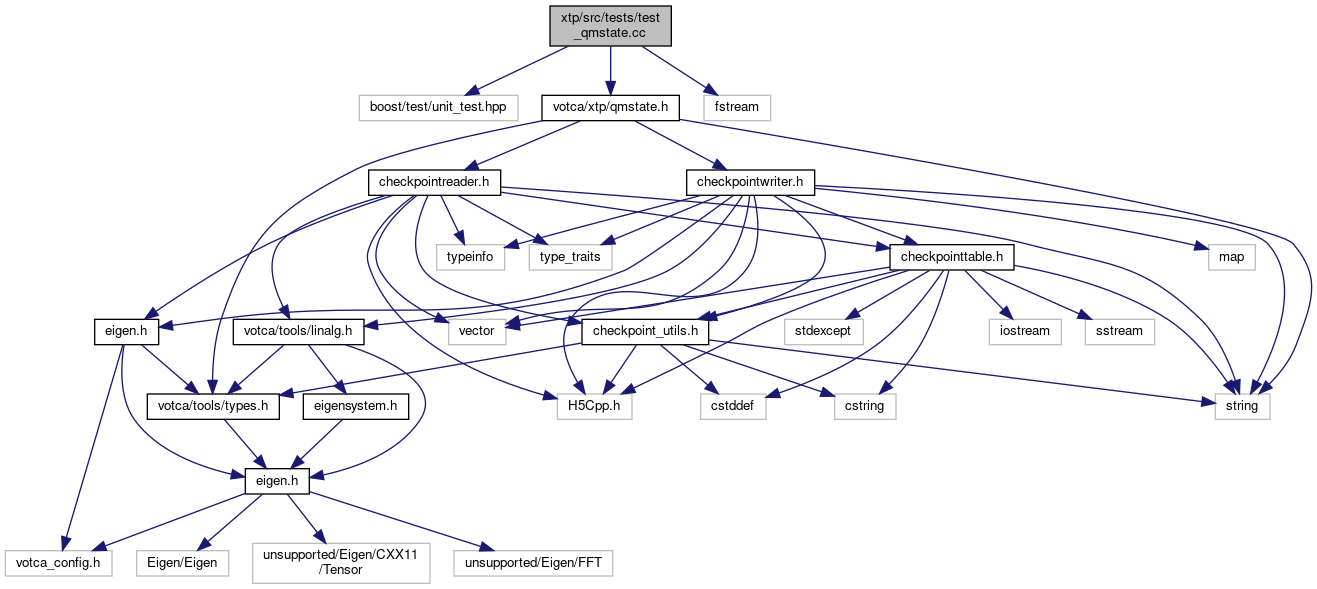 xtp/src/tests/test
_qmstate.cc
boost/test/unit_test.hpp
votca/xtp/qmstate.h
fstream
checkpointreader.h
checkpointwriter.h
typeinfo
type_traits
checkpointtable.h
map
eigen.h
votca/tools/linalg.h
vector
checkpoint_utils.h
stdexcept
iostream
sstream
votca/tools/types.h
eigensystem.h
H5Cpp.h
cstddef
cstring
string
eigen.h
votca_config.h
Eigen/Eigen
unsupported/Eigen/CXX11
/Tensor
unsupported/Eigen/FFT